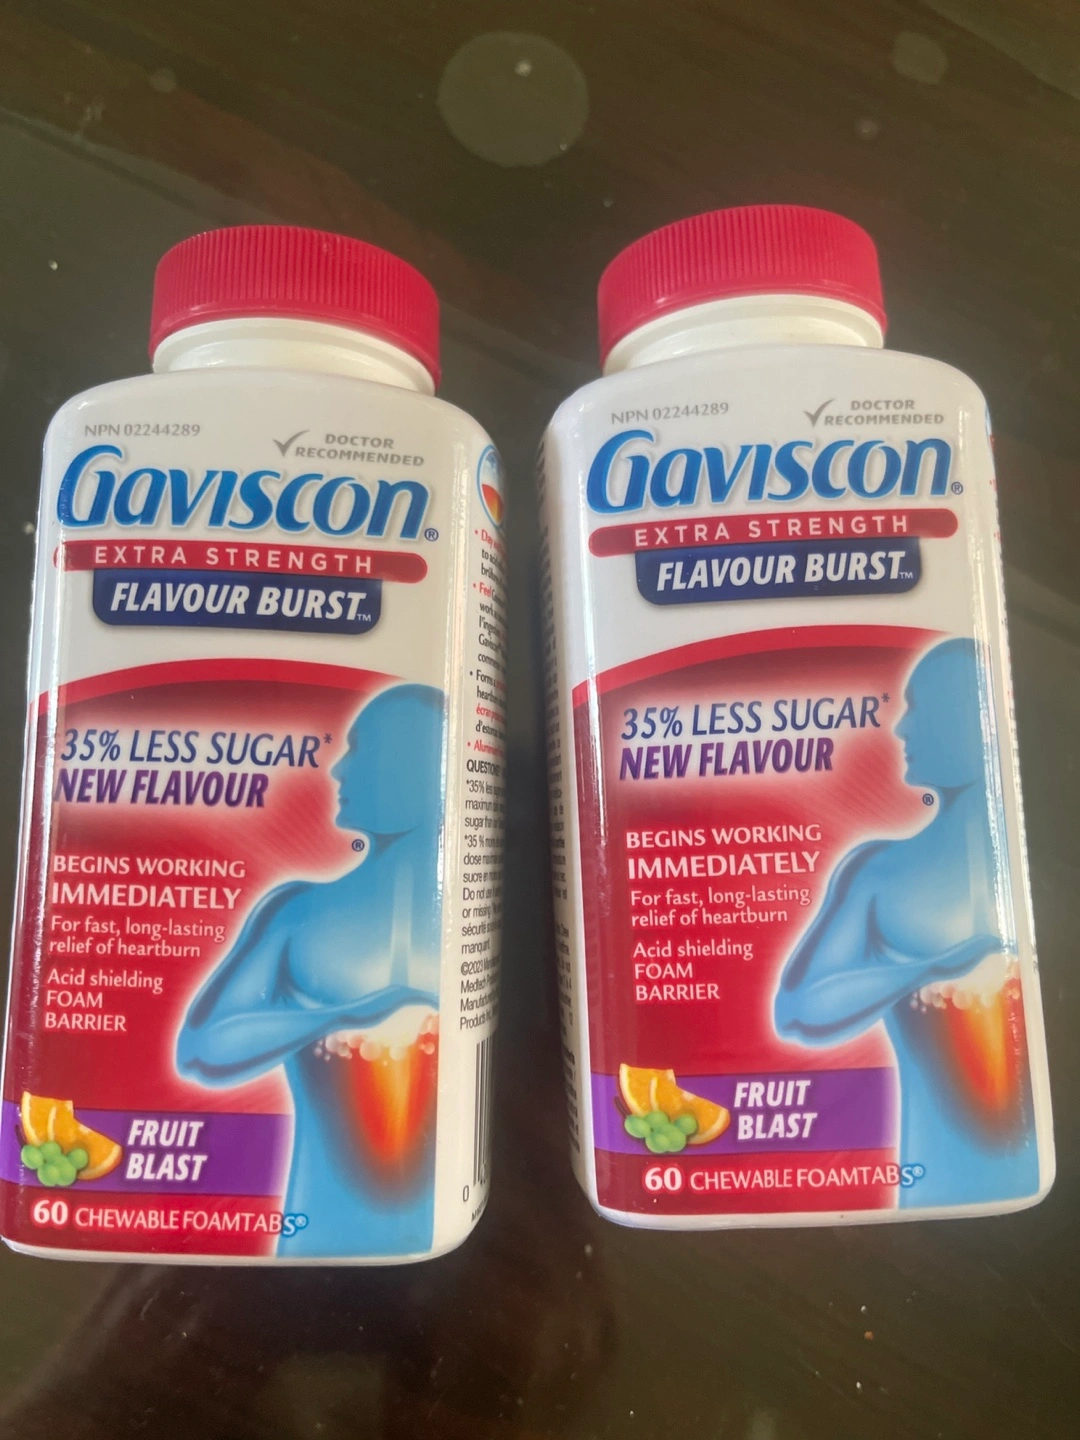 NPN 02244289
DOCTOR
RECOMMENDED
Gaviscon®
EXTRA STRENGTH
FLAVOUR BURST™
35% LESS SUGAR*
NEW FLAVOUR
®
BEGINS WORKING
IMMEDIATELY
For fast, long-lasting
relief of heartburn
Acid shielding
FOAM
BARRIER
FRUIT
BLAST
60 CHEWABLE FOAMTABS®
©2023
0
NPN 02244289
DOCTOR
RECOMMENDED
Gaviscon®
EXTRA STRENGTH
FLAVOUR BURST™
35% LESS SUGAR*
NEW FLAVOUR
®
BEGINS WORKING
IMMEDIATELY
For fast, long-lasting
relief of heartburn
Acid shielding
FOAM
BARRIER
FRUIT
BLAST
60 CHEWABLE FOAMTABS®